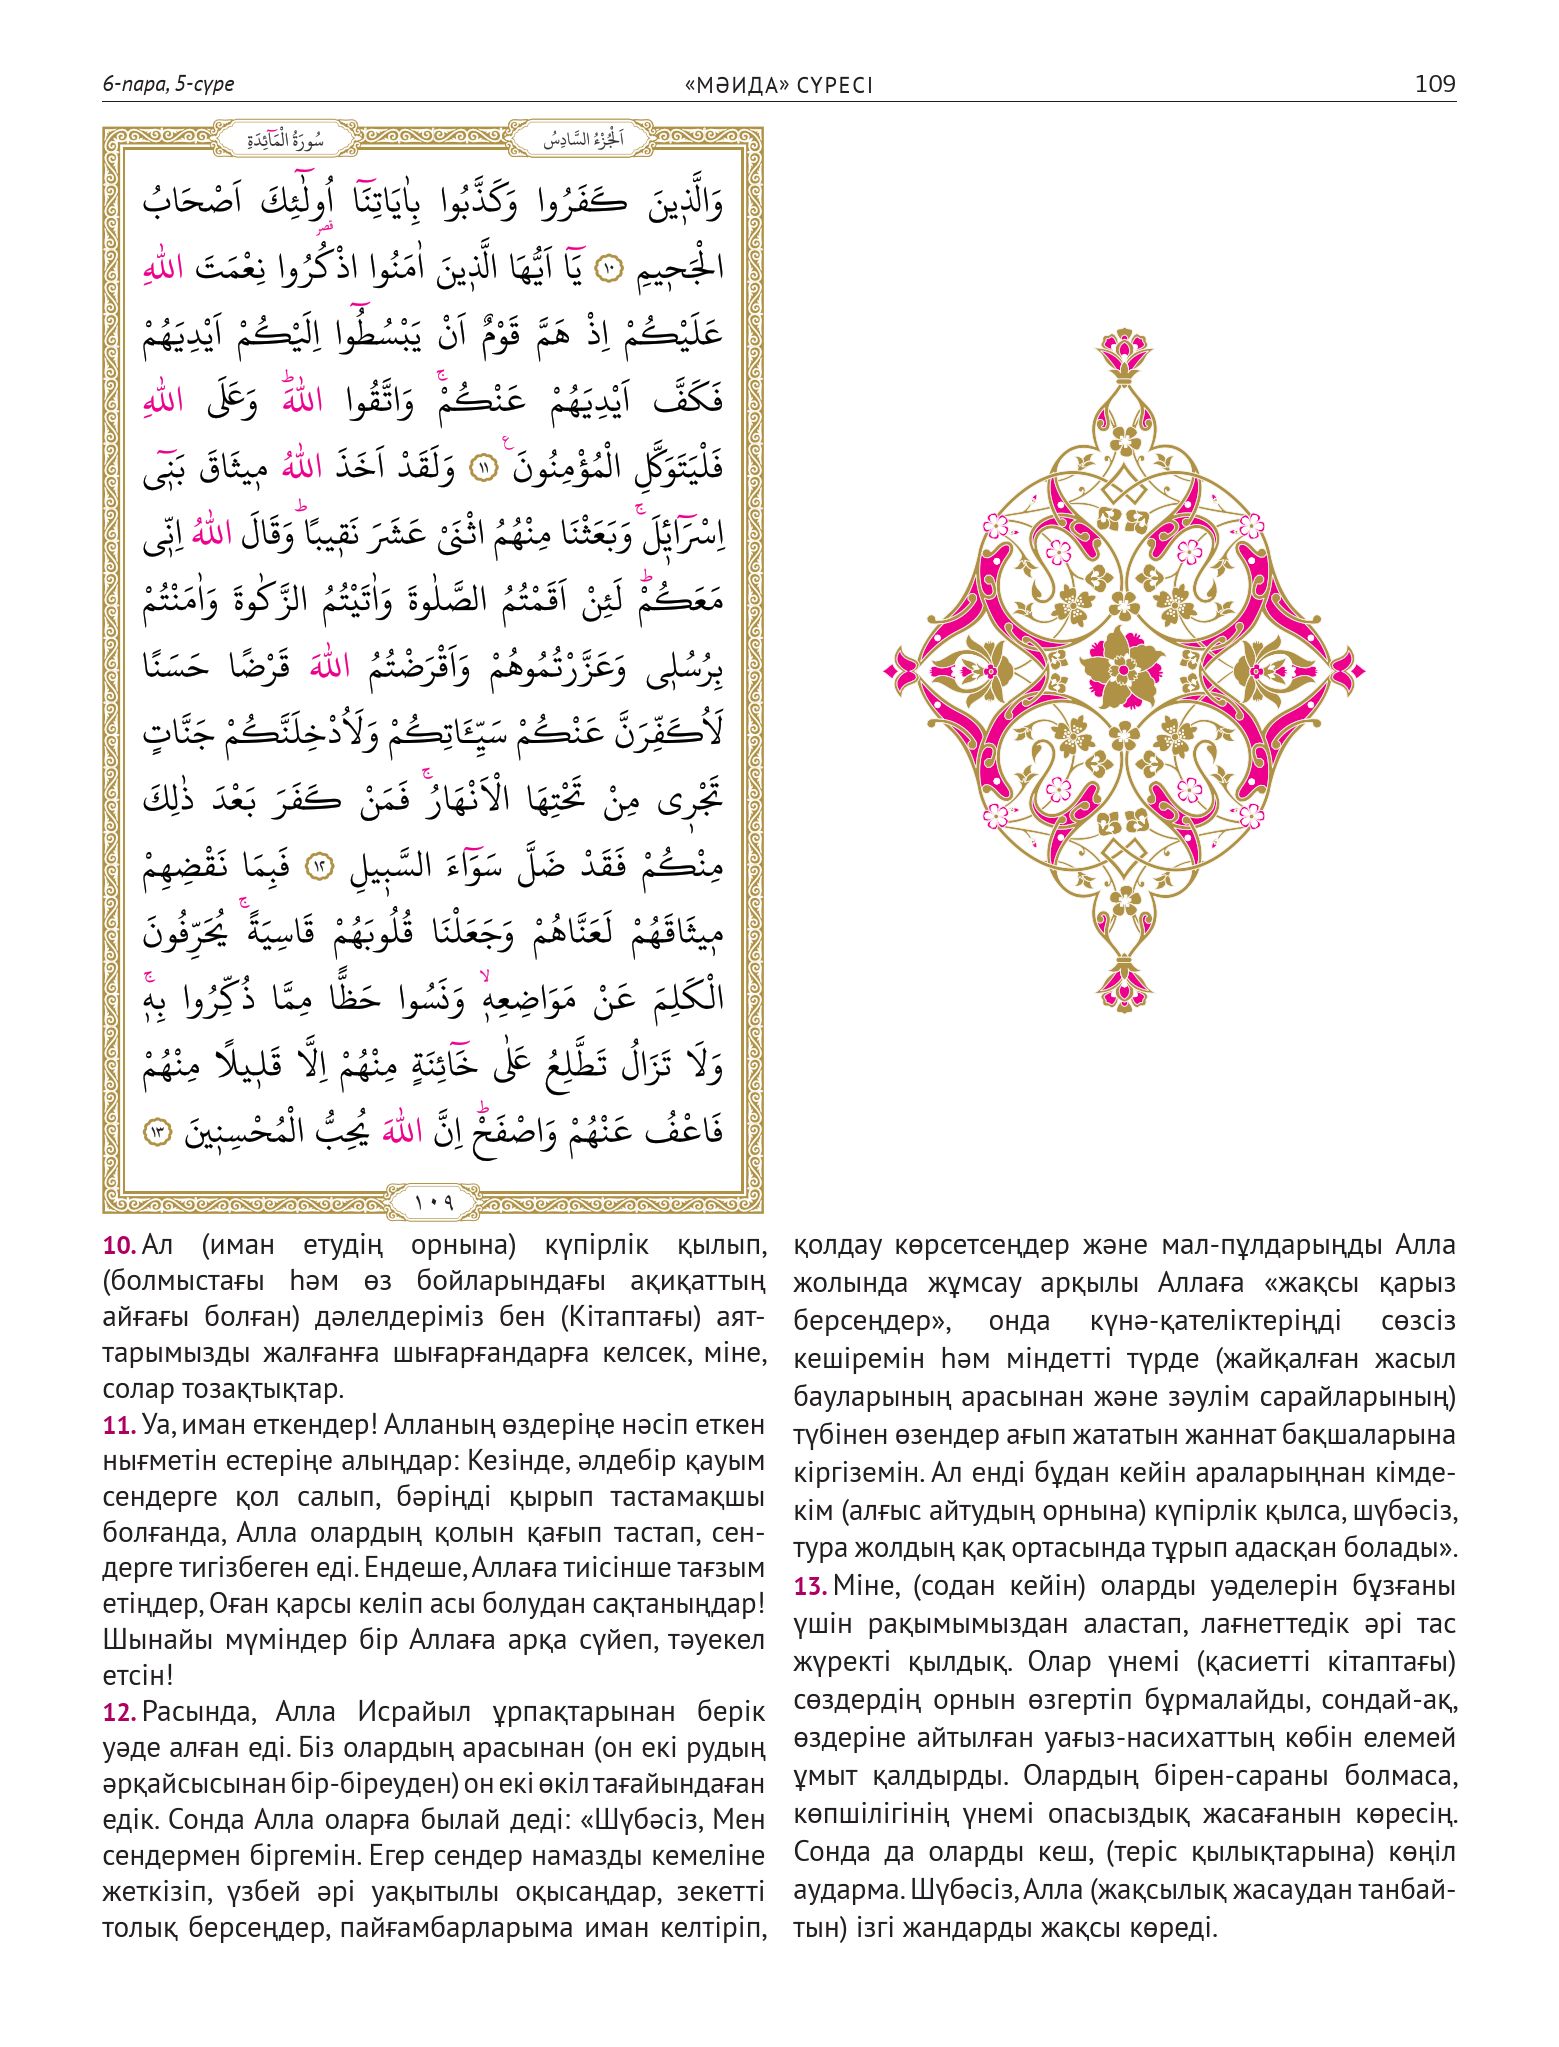 6-пара, 5-сүре
«МӘИДА» СҮРЕСІ
109
اَلْجُزْءُ السَّادِسُ
سُورَةُ الْمَٓائِدَةِ
وَالَّذ۪ينَ كَفَرُوا وَكَذَّبُوا بِاٰيَاتِنَٓا اُو۬لٰٓئِكَ اَصْحَابُ
الْجَح۪يمِ ﴿١٠﴾ يَٓا اَيُّهَا الَّذ۪ينَ اٰمَنُوا اذْكُرُوا نِعْمَتَ اللّٰهِ
عَلَيْكُمْ اِذْ هَمَّ قَوْمٌ اَنْ يَبْسُطُٓوا اِلَيْكُمْ اَيْدِيَهُمْ
فَكَفَّ اَيْدِيَهُمْ عَنْكُمْۚ وَاتَّقُوا اللّٰهَۜ وَعَلَى اللّٰهِ
فَلْيَتَوَكَّلِ الْمُؤْمِنُونَ۟ ﴿١١﴾ وَلَقَدْ اَخَذَ اللّٰهُ م۪يثَاقَ بَن۪ٓي
اِسْرَٓائ۪لَۚ وَبَعَثْنَا مِنْهُمُ اثْنَيْ عَشَرَ نَق۪يبًاۜ وَقَالَ اللّٰهُ اِنّ۪ي
مَعَكُمْۜ لَئِنْ اَقَمْتُمُ الصَّلٰوةَ وَاٰتَيْتُمُ الزَّكٰوةَ وَاٰمَنْتُمْ
بِرُسُل۪ي وَعَزَّرْتُمُوهُمْ وَاَقْرَضْتُمُ اللّٰهَ قَرْضًا حَسَنًا
لَاُكَفِّرَنَّ عَنْكُمْ سَيِّـَٔاتِكُمْ وَلَاُدْخِلَنَّكُمْ جَنَّاتٍ
تَجْر۪ي مِنْ تَحْتِهَا الْاَنْهَارُۚ فَمَنْ كَفَرَ بَعْدَ ذٰلِكَ
مِنْكُمْ فَقَدْ ضَلَّ سَوَٓاءَ السَّب۪يلِ ﴿١٢﴾ فَبِمَا نَقْضِهِمْ
م۪يثَاقَهُمْ لَعَنَّاهُمْ وَجَعَلْنَا قُلُوبَهُمْ قَاسِيَةًۚ يُحَرِّفُونَ
الْكَلِمَ عَنْ مَوَاضِعِه۪ۙ وَنَسُوا حَظًّا مِمَّا ذُكِّرُوا بِه۪ۚ
وَلَا تَزَالُ تَطَّلِعُ عَلٰى خَٓائِنَةٍ مِنْهُمْ اِلَّا قَل۪يلًا مِنْهُمْ
فَاعْفُ عَنْهُمْ وَاصْفَحْۜ اِنَّ اللّٰهَ يُحِبُّ الْمُحْسِن۪ينَ ﴿١٣﴾
١٠٩
10. Ал (иман етудің орнына) күпірлік қылып,
(болмыстағы һәм өз бойларындағы ақиқаттың
айғағы болған) дәлелдеріміз бен (Кітаптағы) аят-
тарымызды жалғанға шығарғандарға келсек, міне,
солар тозақтықтар.
11. Уа, иман еткендер! Алланың өздеріңе нәсіп еткен
нығметін естеріңе алыңдар: Кезінде, әлдебір қауым
сендерге қол салып, бәріңді қырып тастамақшы
болғанда, Алла олардың қолын қағып тастап, сен-
дерге тигізбеген еді. Ендеше, Аллаға тиісінше тағзым
етіңдер, Оған қарсы келіп асы болудан сақтаныңдар!
Шынайы мүміндер бір Аллаға арқа сүйеп, тәуекел
етсін!
12. Расында, Алла Исрайыл ұрпақтарынан берік
уәде алған еді. Біз олардың арасынан (он екі рудың
әрқайсысынан бір-біреуден) он екі өкіл тағайындаған
едік. Сонда Алла оларға былай деді: «Шүбәсіз, Мен
сендермен біргемін. Егер сендер намазды кемеліне
жеткізіп, үзбей әрі уақытылы оқысаңдар, зекетті
толық берсеңдер, пайғамбарларыма иман келтіріп,
қолдау көрсетсеңдер және мал-пұлдарыңды Алла
жолында жұмсау арқылы Аллаға «жақсы қарыз
берсеңдер», онда күнә-қателіктеріңді сөзсіз
кешіремін һәм міндетті түрде (жайқалған жасыл
бауларының арасынан және зәулім сарайларының)
түбінен өзендер ағып жататын жаннат бақшаларына
кіргіземін. Ал енді бұдан кейін араларыңнан кімде-
кім (алғыс айтудың орнына) күпірлік қылса, шүбәсіз,
тура жолдың қақ ортасында тұрып адасқан болады».
13. Міне, (содан кейін) оларды уәделерін бұзғаны
үшін рақымымыздан аластап, лағнеттедік әрі тас
жүректі қылдық. Олар үнемі (қасиетті кітаптағы)
сөздердің орнын өзгертіп бұрмалайды, сондай-ақ,
өздеріне айтылған уағыз-насихаттың көбін елемей
ұмыт қалдырды. Олардың бірен-сараны болмаса,
көпшілігінің үнемі опасыздық жасағанын көресің.
Сонда да оларды кеш, (теріс қылықтарына) көңіл
аударма. Шүбәсіз, Алла (жақсылық жасаудан танбай-
тын) ізгі жандарды жақсы көреді.